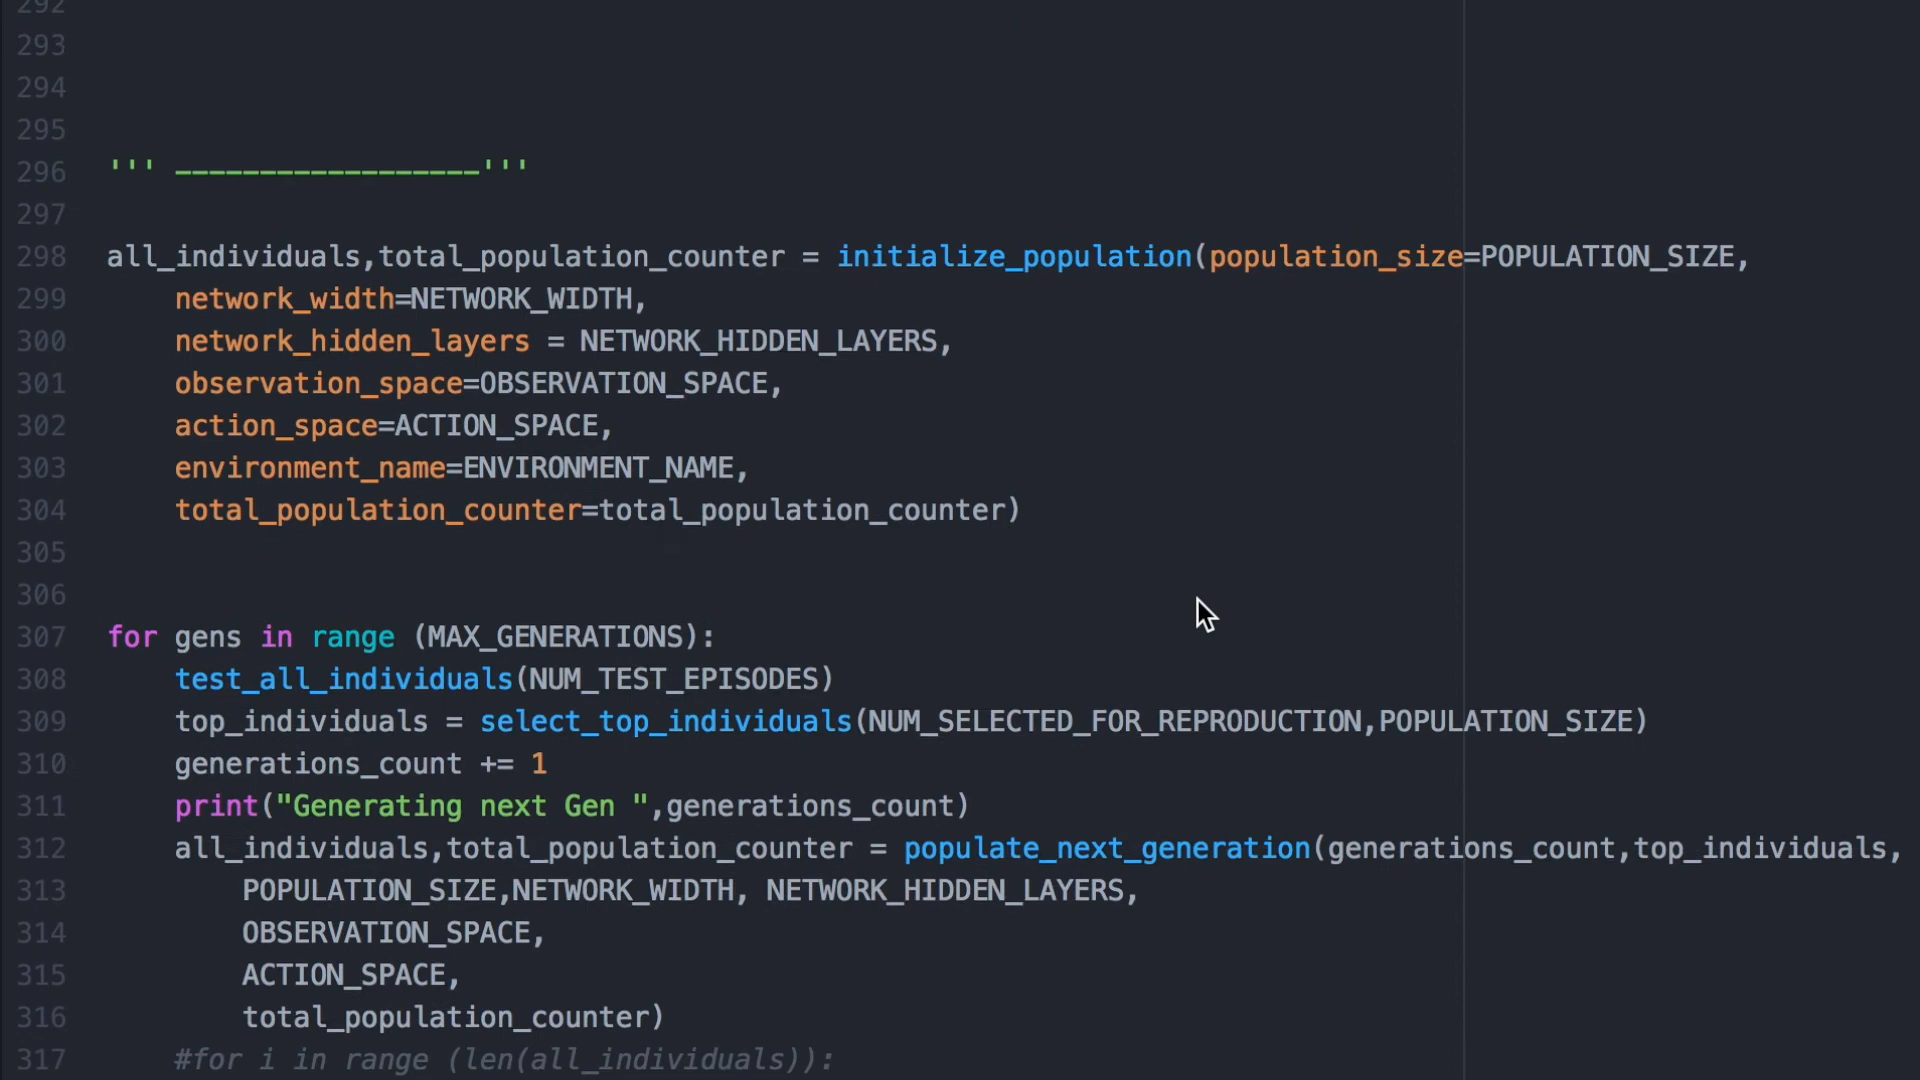 292
293
294
295
296 ''' __________________'''
297
298 all_individuals,total_population_counter = initialize_population(population_size=POPULATION_SIZE,
299     network_width=NETWORK_WIDTH,
300     network_hidden_layers = NETWORK_HIDDEN_LAYERS,
301     observation_space=OBSERVATION_SPACE,
302     action_space=ACTION_SPACE,
303     environment_name=ENVIRONMENT_NAME,
304     total_population_counter=total_population_counter)
305
306
307 for gens in range (MAX_GENERATIONS):
308     test_all_individuals(NUM_TEST_EPISODES)
309     top_individuals = select_top_individuals(NUM_SELECTED_FOR_REPRODUCTION,POPULATION_SIZE)
310     generations_count += 1
311     print("Generating next Gen ",generations_count)
312     all_individuals,total_population_counter = populate_next_generation(generations_count,top_individuals,
313         POPULATION_SIZE,NETWORK_WIDTH, NETWORK_HIDDEN_LAYERS,
314         OBSERVATION_SPACE,
315         ACTION_SPACE,
316         total_population_counter)
317     #for i in range (len(all_individuals)):